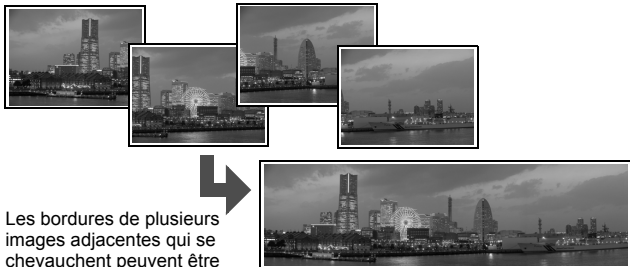 Les bordures de plusieurs
images adjacentes qui se
chevauchent peuvent être